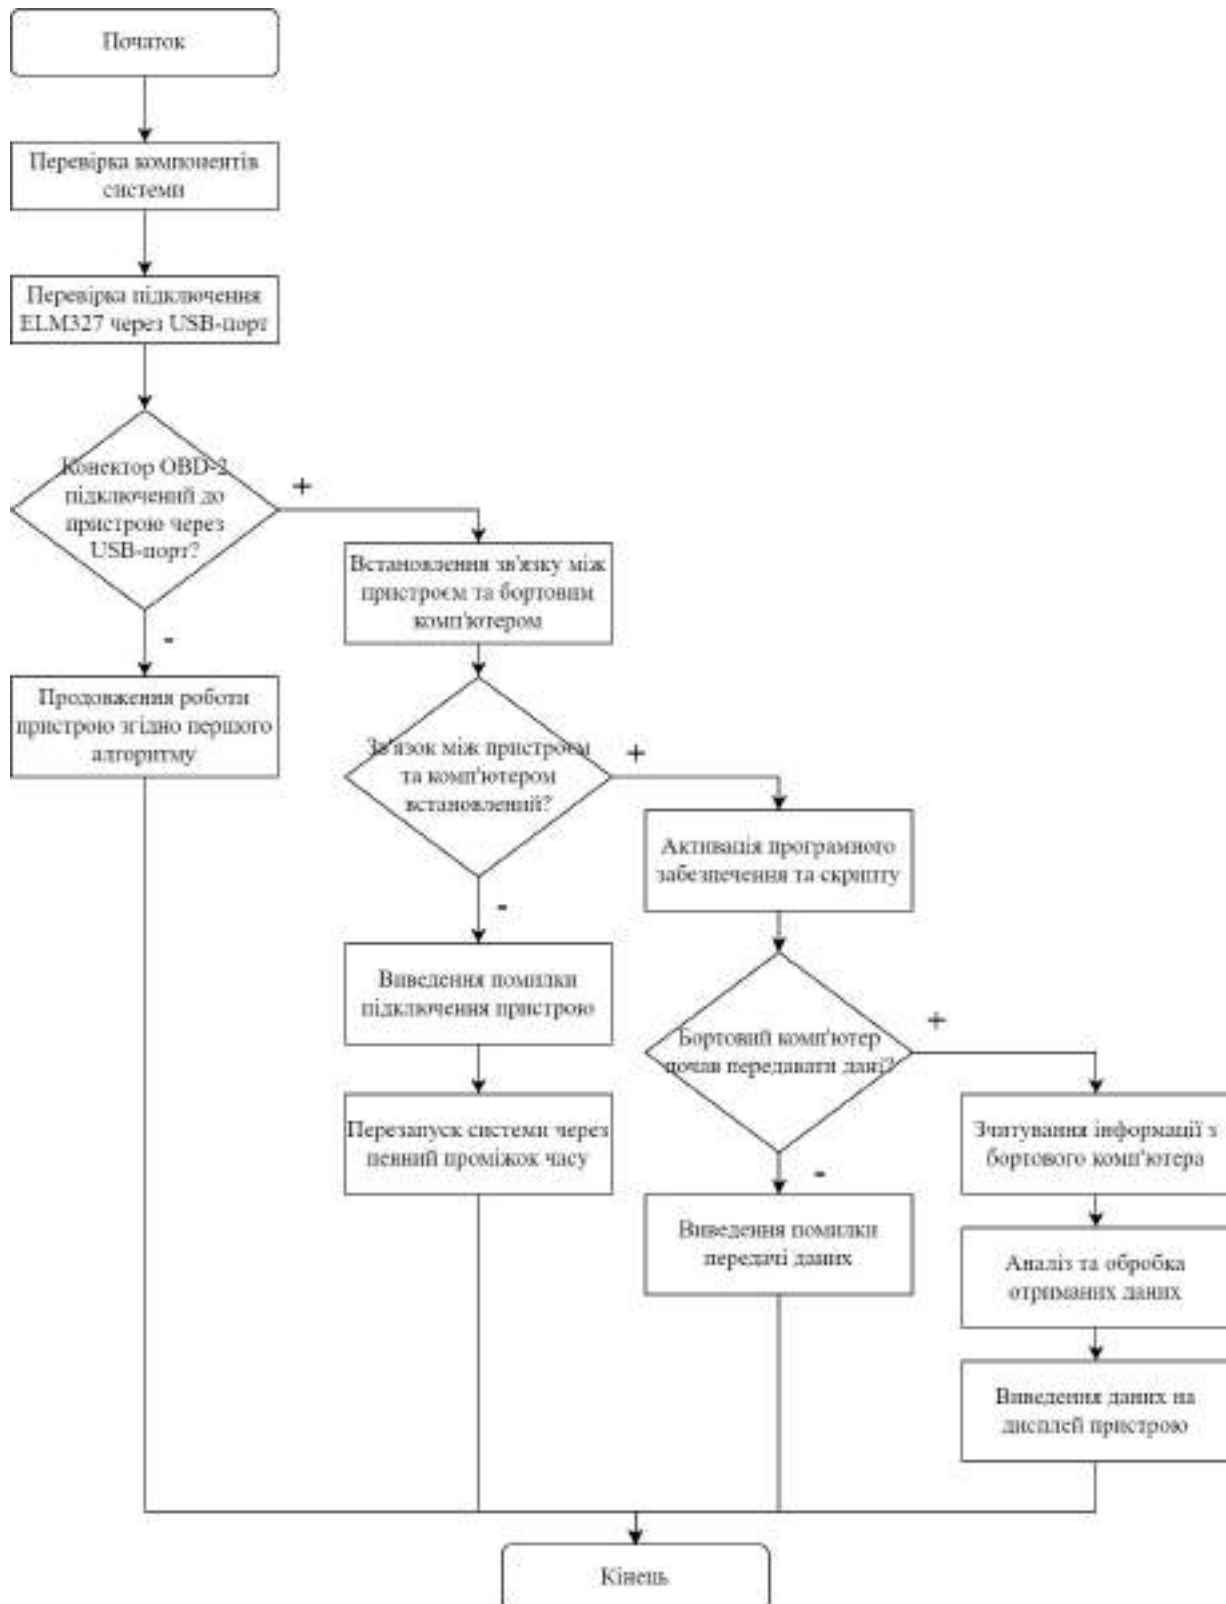 Початок
Перевірка компонентів
системи
Перевірка підключення
ELM327 через USB-порт
Конектор OBD-2
підключений до
пристрою через
USB-порт?
+
-
Встановлення зв'язку між
пристроєм та бортовим
комп'ютером
Продовження роботи
пристрою згідно першого
алгоритму
Зв'язок між пристроєм
та комп'ютером
встановлений?
+
-
Активація програмного
забезпечення та скрипту
Виведення помилки
підключення пристрою
Перезапуск системи через
певний проміжок часу
Бортовий комп'ютер
почав передавати дані?
+
-
Зчитування інформації з
бортового комп'ютера
Виведення помилки
передачі даних
Аналіз та обробка
отриманих даних
Виведення даних на
дисплей пристрою
Кінець